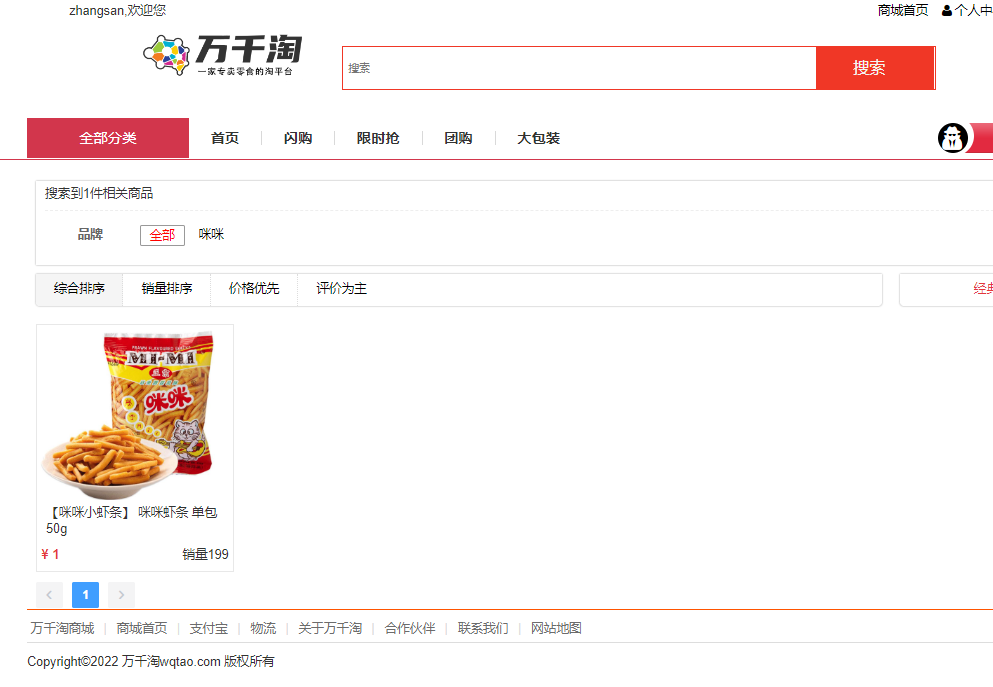 zhangsan,欢迎您
商城首页 个人中
万千淘
一家专卖零食的淘平台
搜索 搜索
全部分类 首页 闪购 限时抢 团购 大包装
搜索到1件相关商品
品牌 全部 咪咪
综合排序 销量排序 价格优先 评价为主 经典
PRAWN FLAVOURED SNACKS
MI-MI
咪咪
【咪咪小虾条】 咪咪虾条 单包
50g
¥ 1 销量199
< 1 >
万千淘商城 | 商城首页 | 支付宝 | 物流 | 关于万千淘 | 合作伙伴 | 联系我们 | 网站地图
Copyright©2022 万千淘wqtao.com 版权所有